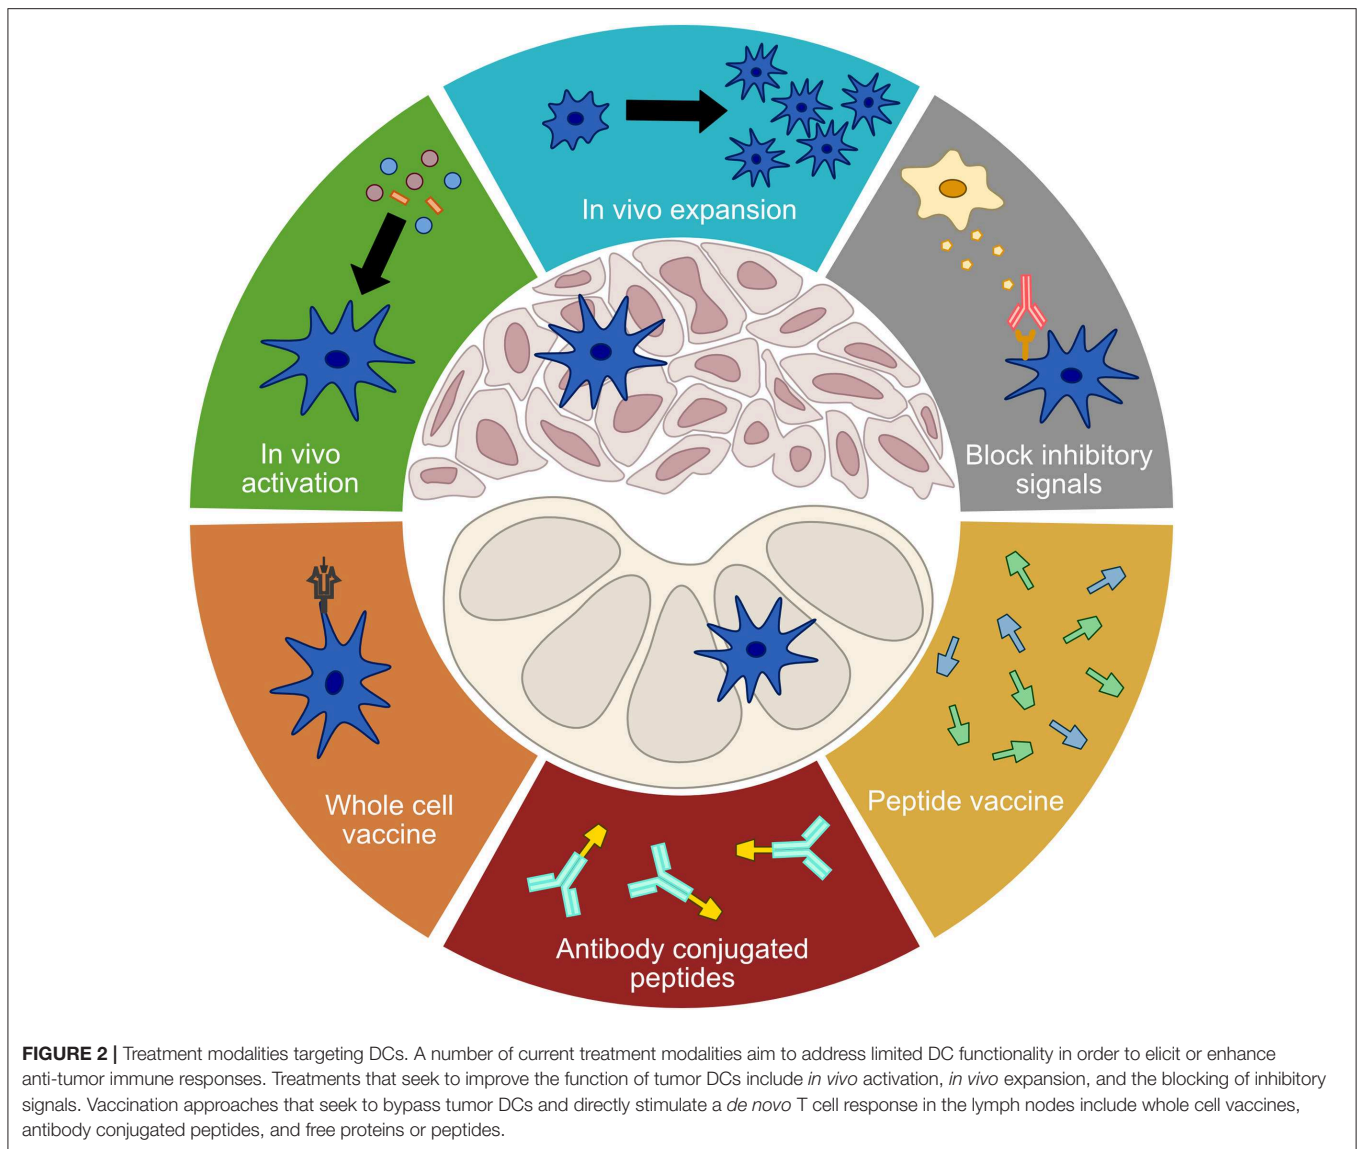 In vivo expansion
In vivo
activation
Block inhibitory
signals
Whole cell
vaccine
Peptide vaccine
Antibody conjugated
peptides
FIGURE 2 | Treatment modalities targeting DCs. A number of current treatment modalities aim to address limited DC functionality in order to elicit or enhance
anti-tumor immune responses. Treatments that seek to improve the function of tumor DCs include in vivo activation, in vivo expansion, and the blocking of inhibitory
signals. Vaccination approaches that seek to bypass tumor DCs and directly stimulate a de novo T cell response in the lymph nodes include whole cell vaccines,
antibody conjugated peptides, and free proteins or peptides.